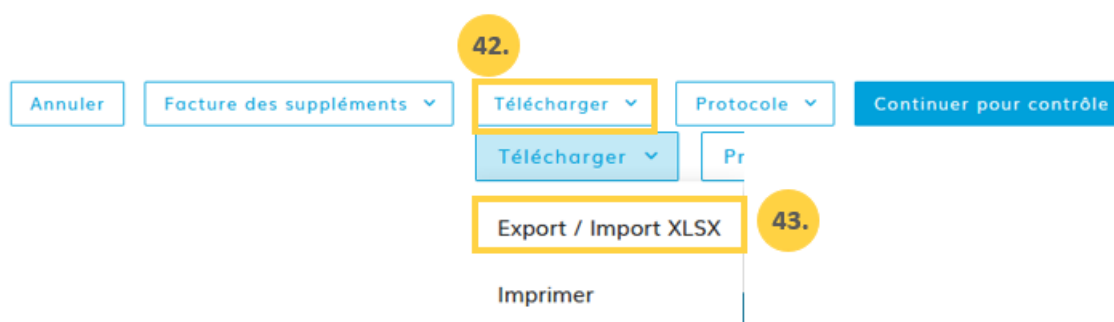 42.
Annuler Facture des suppléments Télécharger Protocole Continuer pour contrôle
Télécharger Pr
Export / Import XLSX 43.
Imprimer